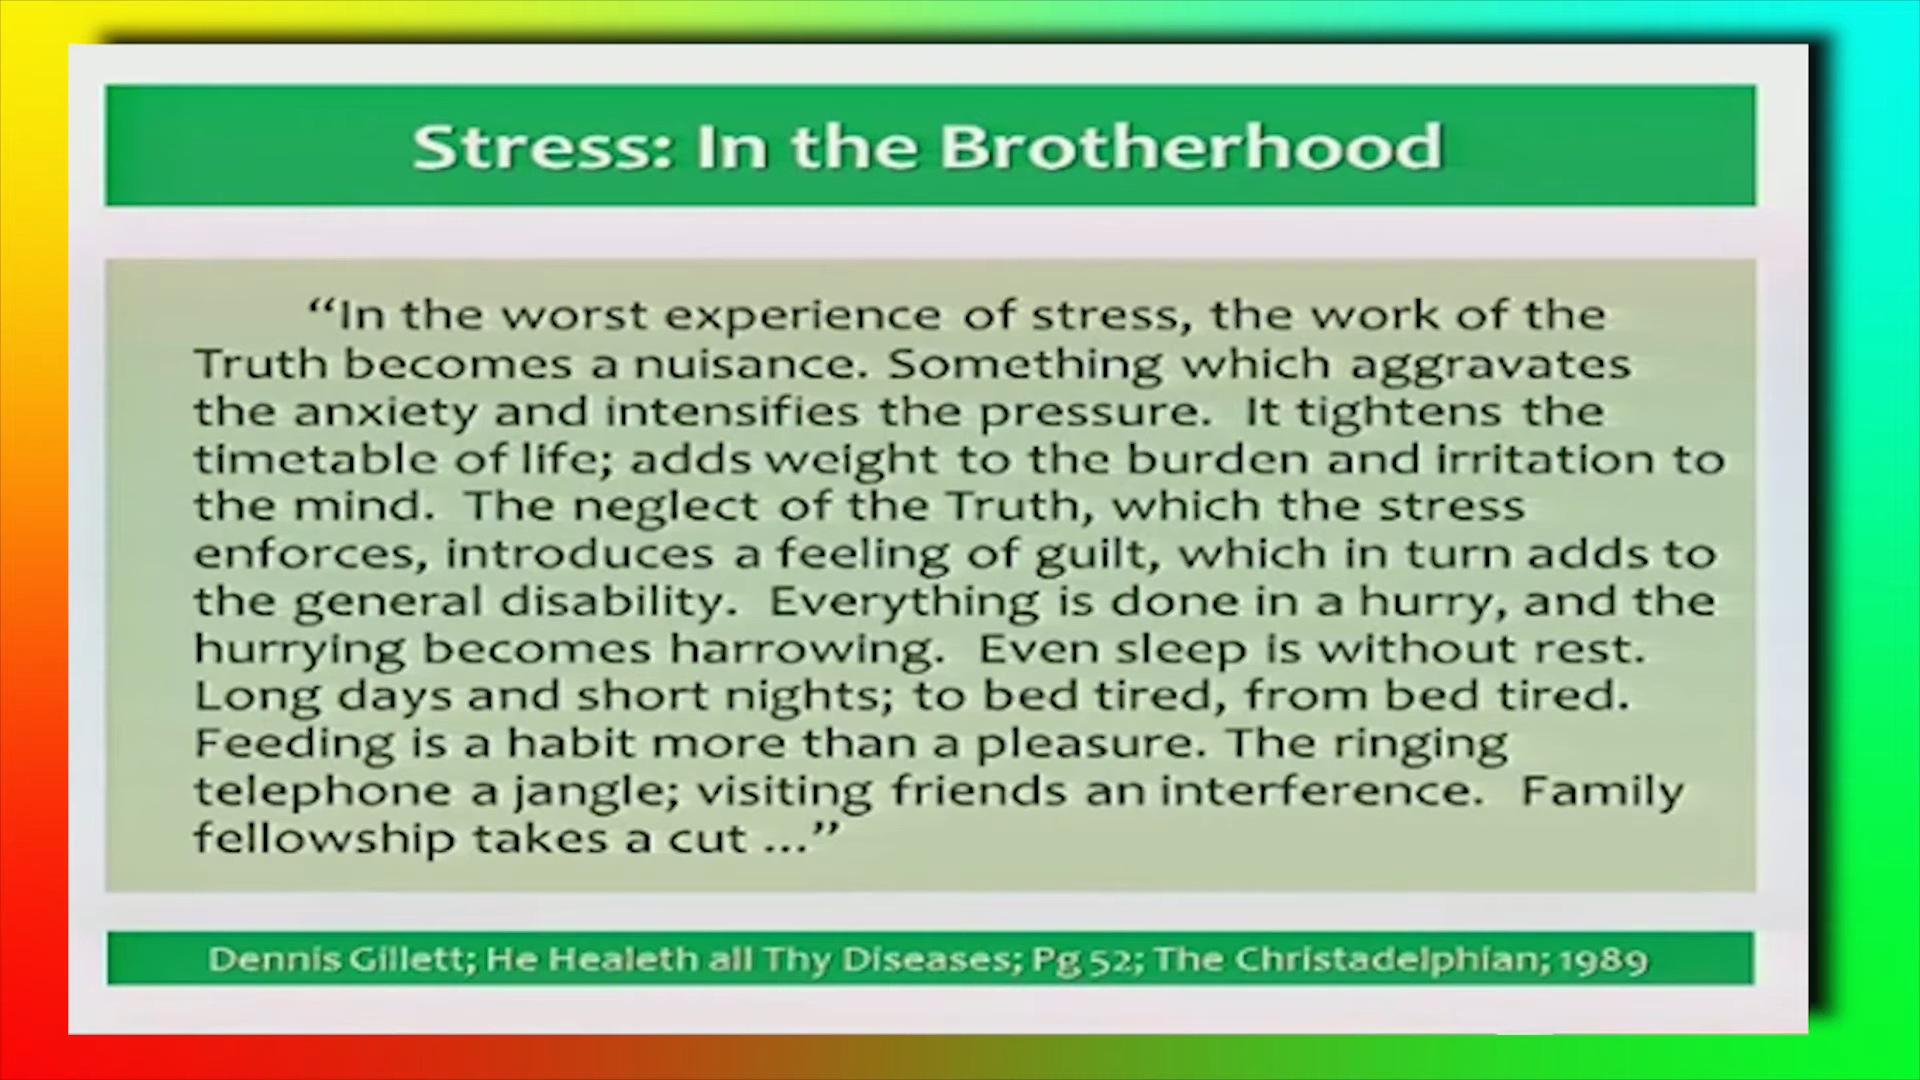 Stress: In the Brotherhood
“In the worst experience of stress, the work of the
Truth becomes a nuisance. Something which aggravates
the anxiety and intensifies the pressure. It tightens the
timetable of life; adds weight to the burden and irritation to
the mind. The neglect of the Truth, which the stress
enforces, introduces a feeling of guilt, which in turn adds to
the general disability. Everything is done in a hurry, and the
hurrying becomes harrowing. Even sleep is without rest.
Long days and short nights; to bed tired, from bed tired.
Feeding is a habit more than a pleasure. The ringing
telephone a jangle; visiting friends an interference. Family
fellowship takes a cut ...”
Dennis Gillett; He Healeth all Thy Diseases; Pg 52; The Christadelphian; 1989